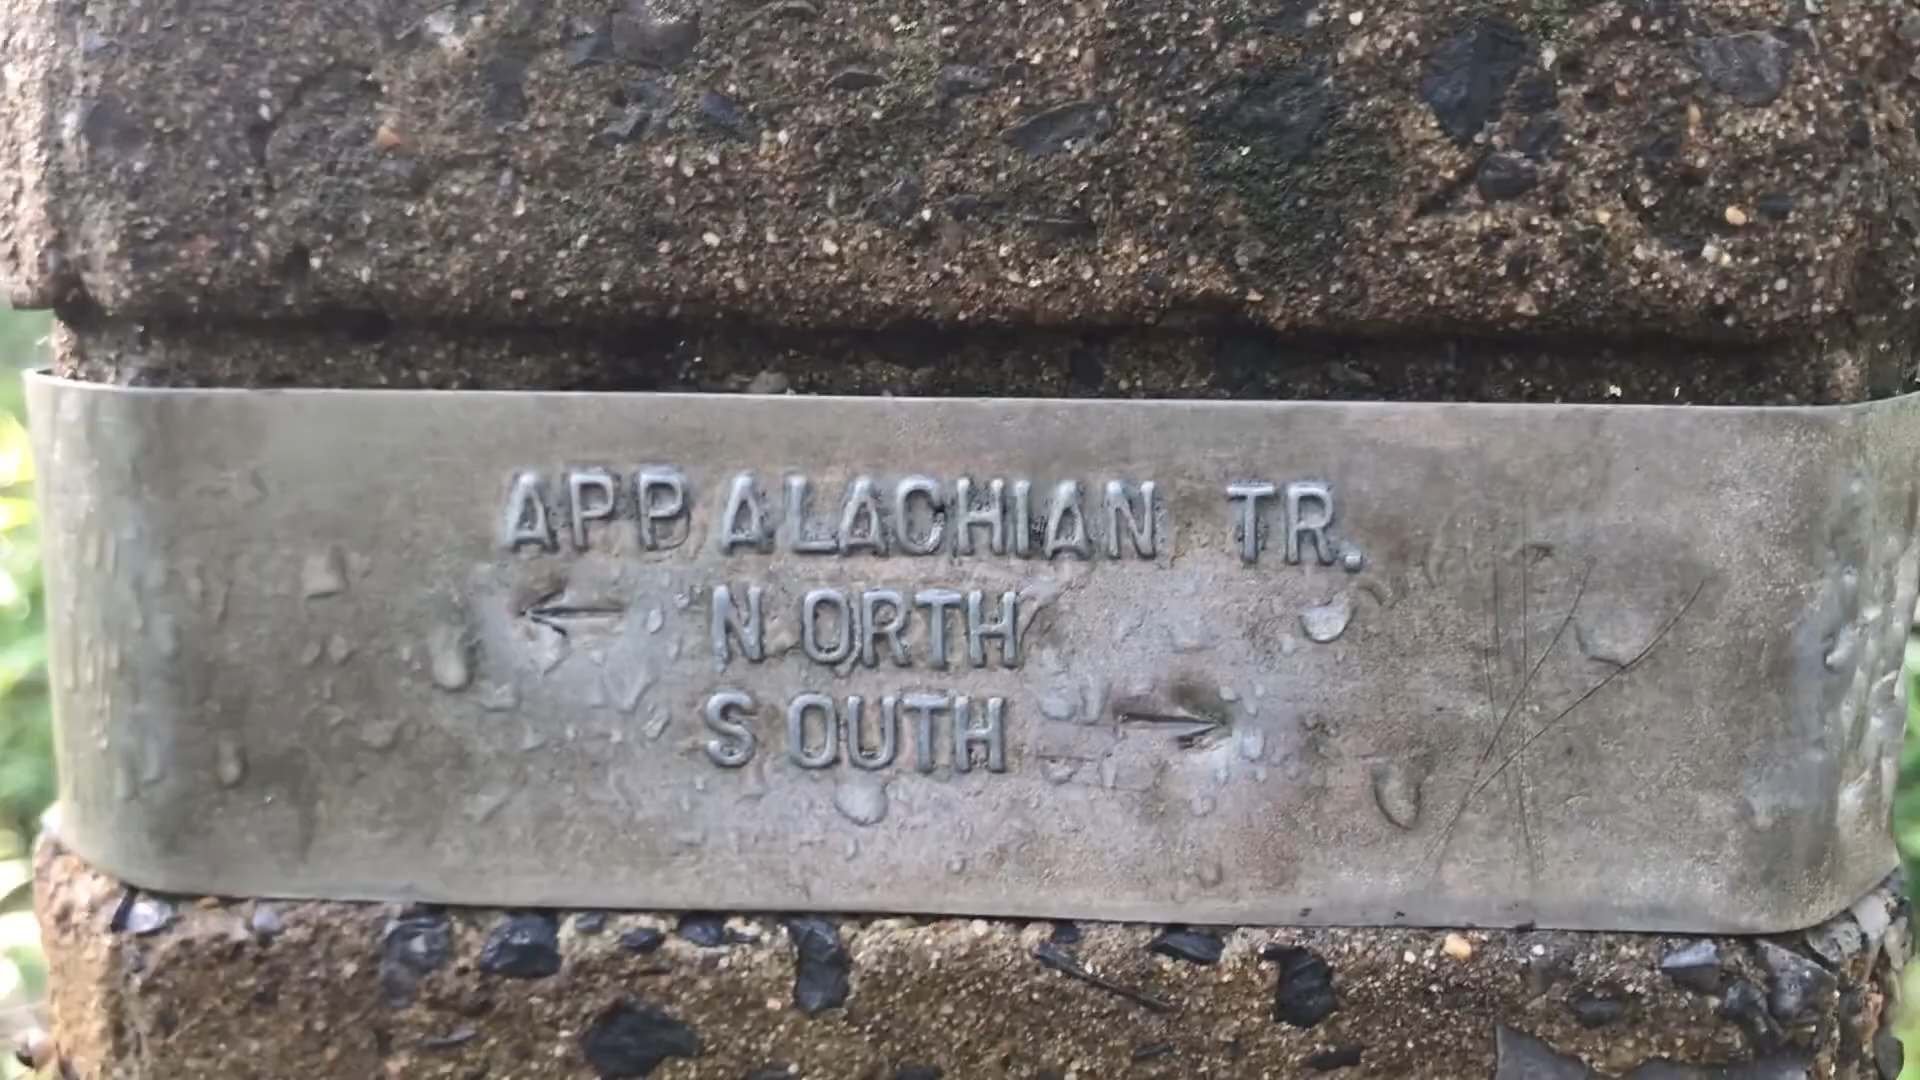 APPALACHIAN TR.
← NORTH
SOUTH →